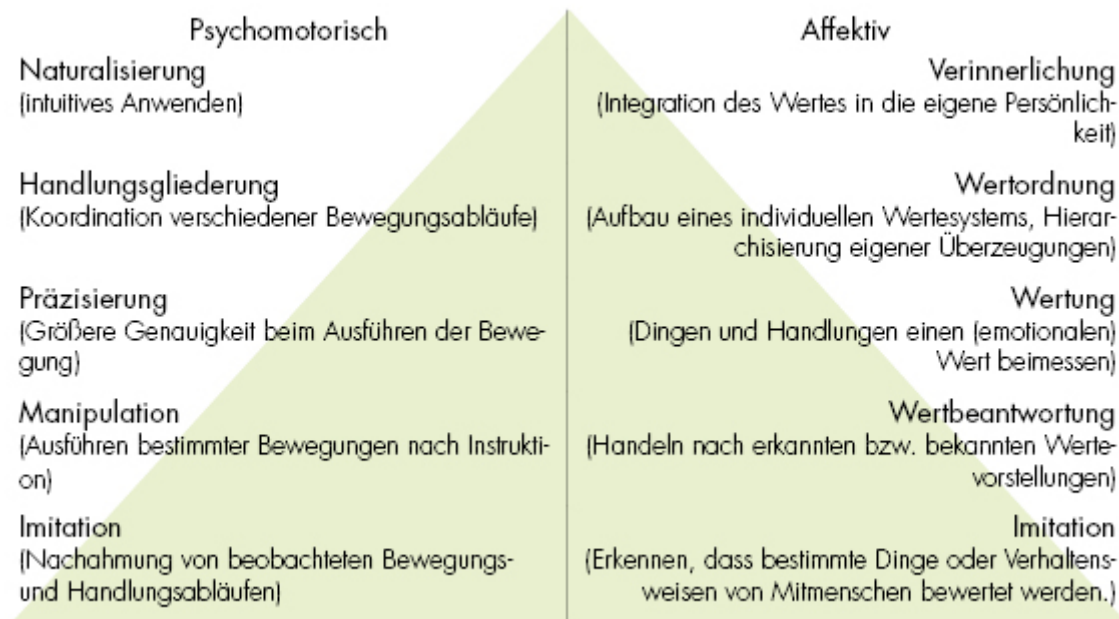 Psychomotorisch
Naturalisierung
(intuitives Anwenden)
Handlungsgliederung
(Koordination verschiedener Bewegungsabläufe)
Präzisierung
(Größere Genauigkeit beim Ausführen der Bewe-
gung)
Manipulation
(Ausführen bestimmter Bewegungen nach Instrukti-
on)
Imitation
(Nachahmung von beobachteten Bewegungs-
und Handlungsabläufen)
Affektiv
Verinnerlichung
(Integration des Wertes in die eigene Persönlich-
keit)
Wertordnung
(Aufbau eines individuellen Wertesystems, Hierar-
chisierung eigener Überzeugungen)
Wertung
(Dingen und Handlungen einen (emotionalen)
Wert beimessen)
Wertbeantwortung
(Handeln nach erkannten bzw. bekannten Werte-
vorstellungen)
Imitation
(Erkennen, dass bestimmte Dinge oder Verhaltens-
weisen von Mitmenschen bewertet werden.)